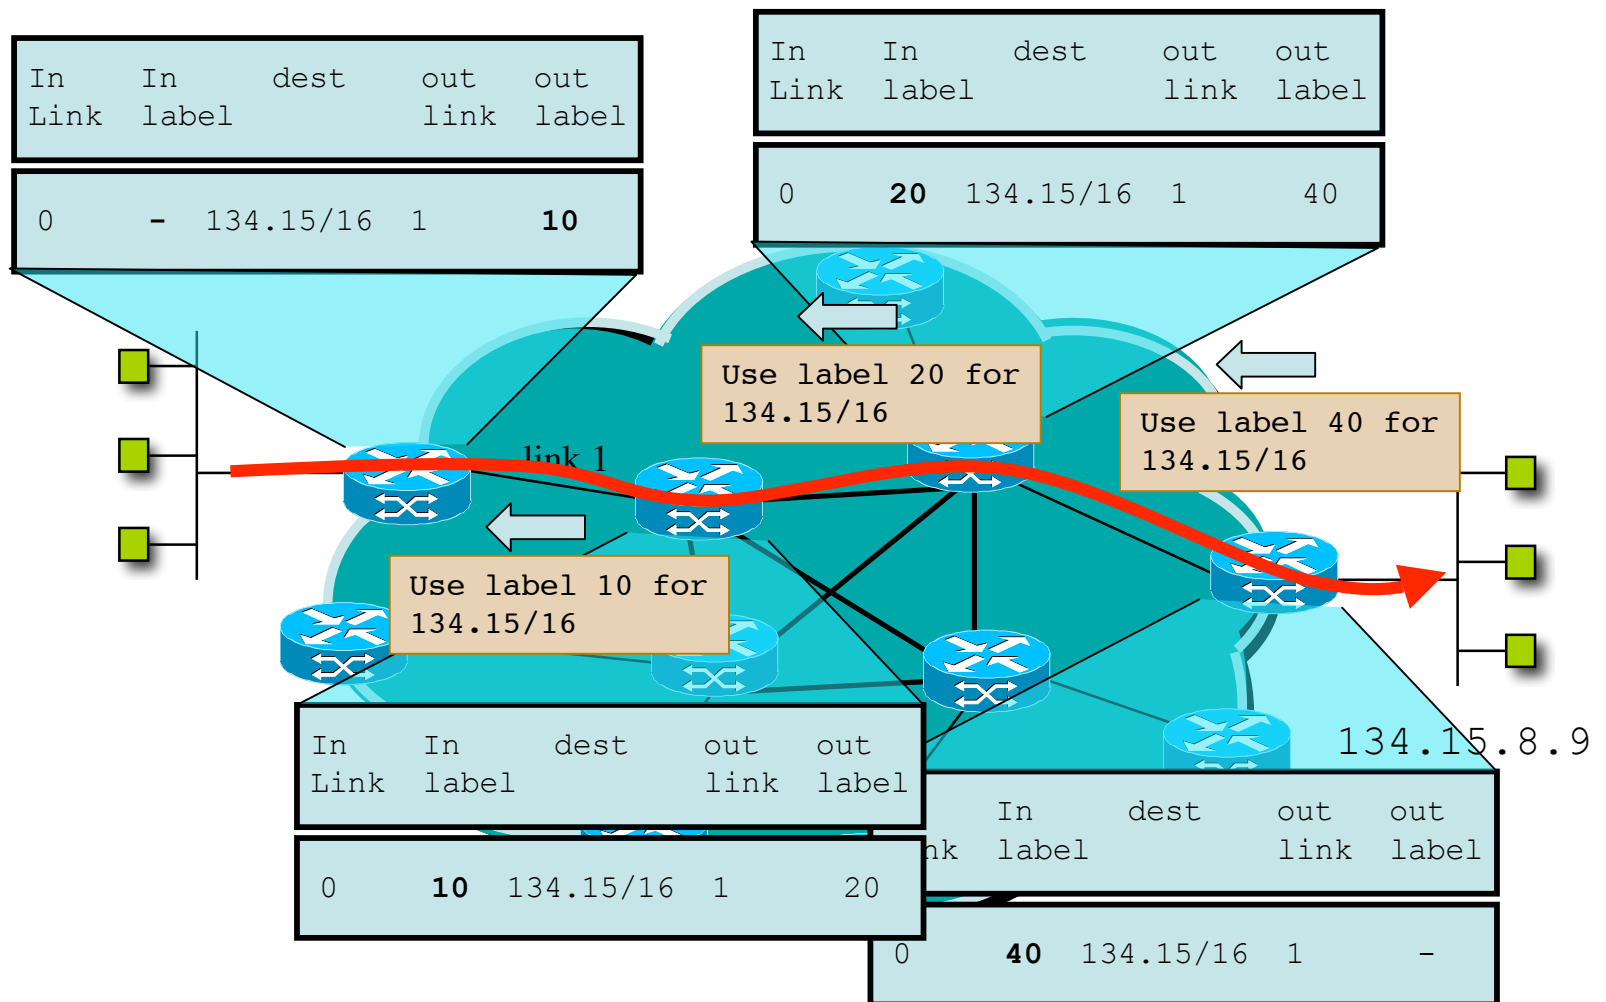 In In dest out out
Link label link label
0 - 134.15/16 1 10
In In dest out out
Link label link label
0 20 134.15/16 1 40
Use label 20 for
134.15/16
Use label 40 for
134.15/16
link 1
Use label 10 for
134.15/16
134.15.8.9
In In dest out out
Link label link label
0 10 134.15/16 1 20
In dest out out
nk label link label
0 40 134.15/16 1 -